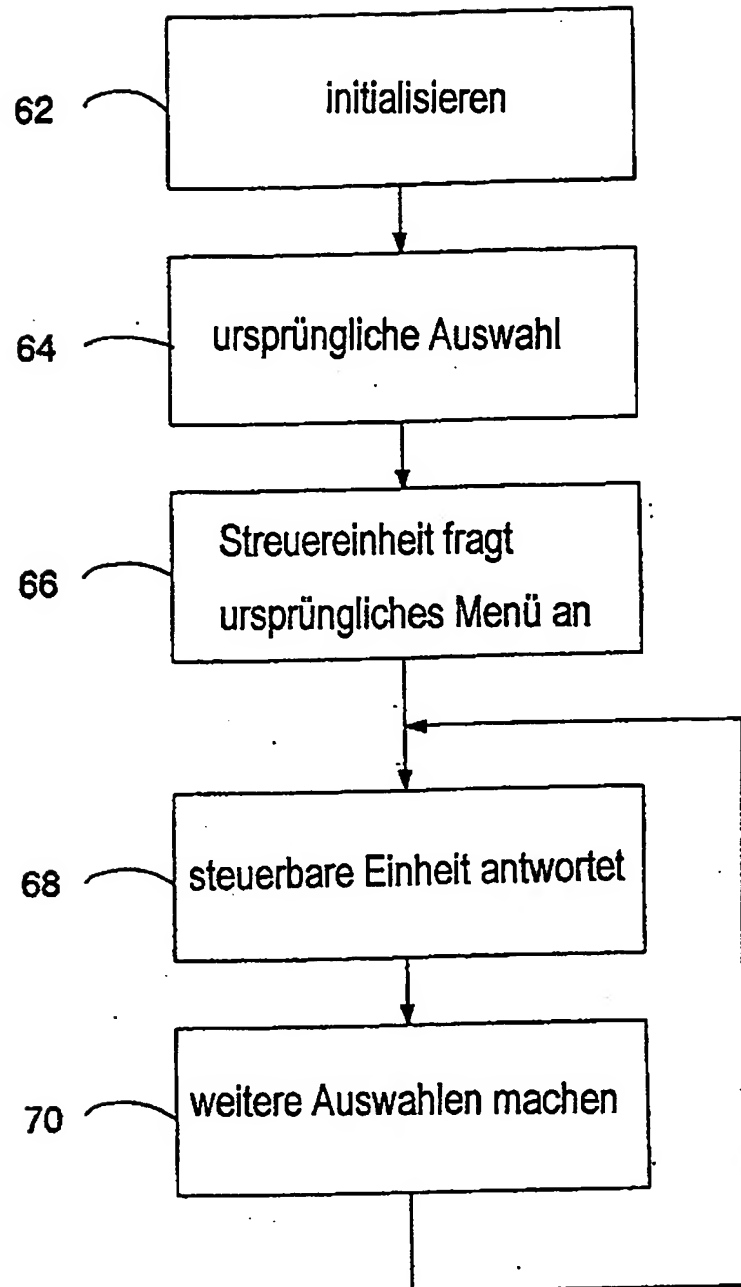 62
initialisieren
64
ursprüngliche Auswahl
66
Streuereinheit fragt
ursprüngliches Menü an
68
steuerbare Einheit antwortet
70
weitere Auswahlen machen